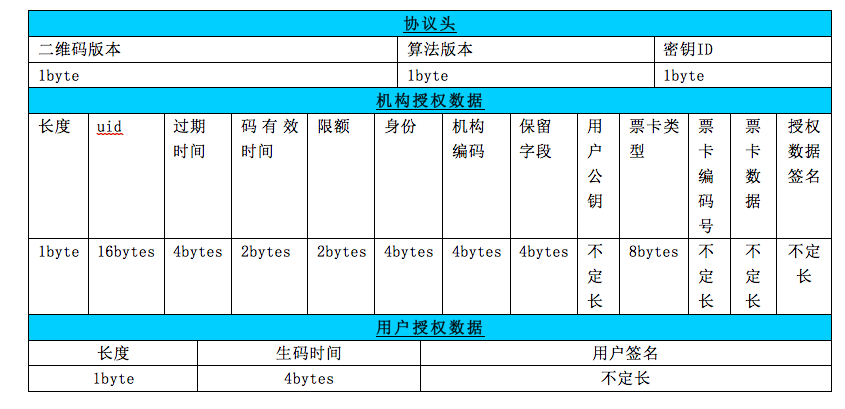 协议头
二维码版本 算法版本 密钥ID
1byte 1byte 1byte
机构授权数据
长度 uid 过期时间 码有效时间 限额 身份 机构编码 保留字段 用户公钥 票卡类型 票卡编码号 票卡数据 授权数据签名
1byte 16bytes 4bytes 2bytes 2bytes 4bytes 4bytes 4bytes 不定长 8bytes 不定长 不定长 不定长
用户授权数据
长度 生码时间 用户签名
1byte 4bytes 不定长